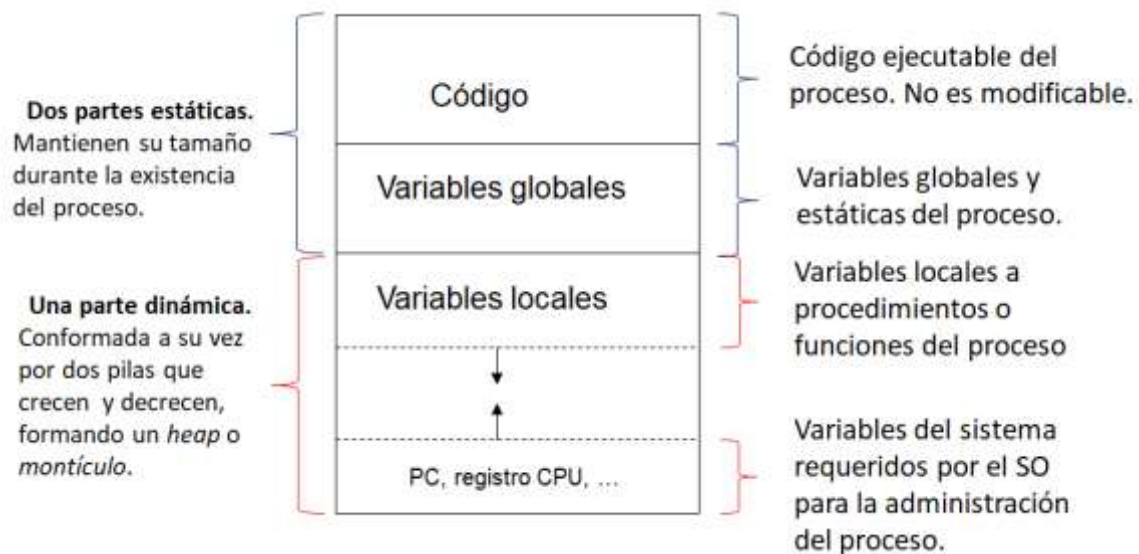 Dos partes estáticas.
Mantienen su tamaño
durante la existencia
del proceso.
Una parte dinámica.
Conformada a su vez
por dos pilas que
crecen y decrecen,
formando un heap o
montículo.
Código
Variables globales
Variables locales
PC, registro CPU, ...
Código ejecutable del
proceso. No es modificable.
Variables globales y
estáticas del proceso.
Variables locales a
procedimientos o
funciones del proceso
Variables del sistema
requeridos por el SO
para la administración
del proceso.